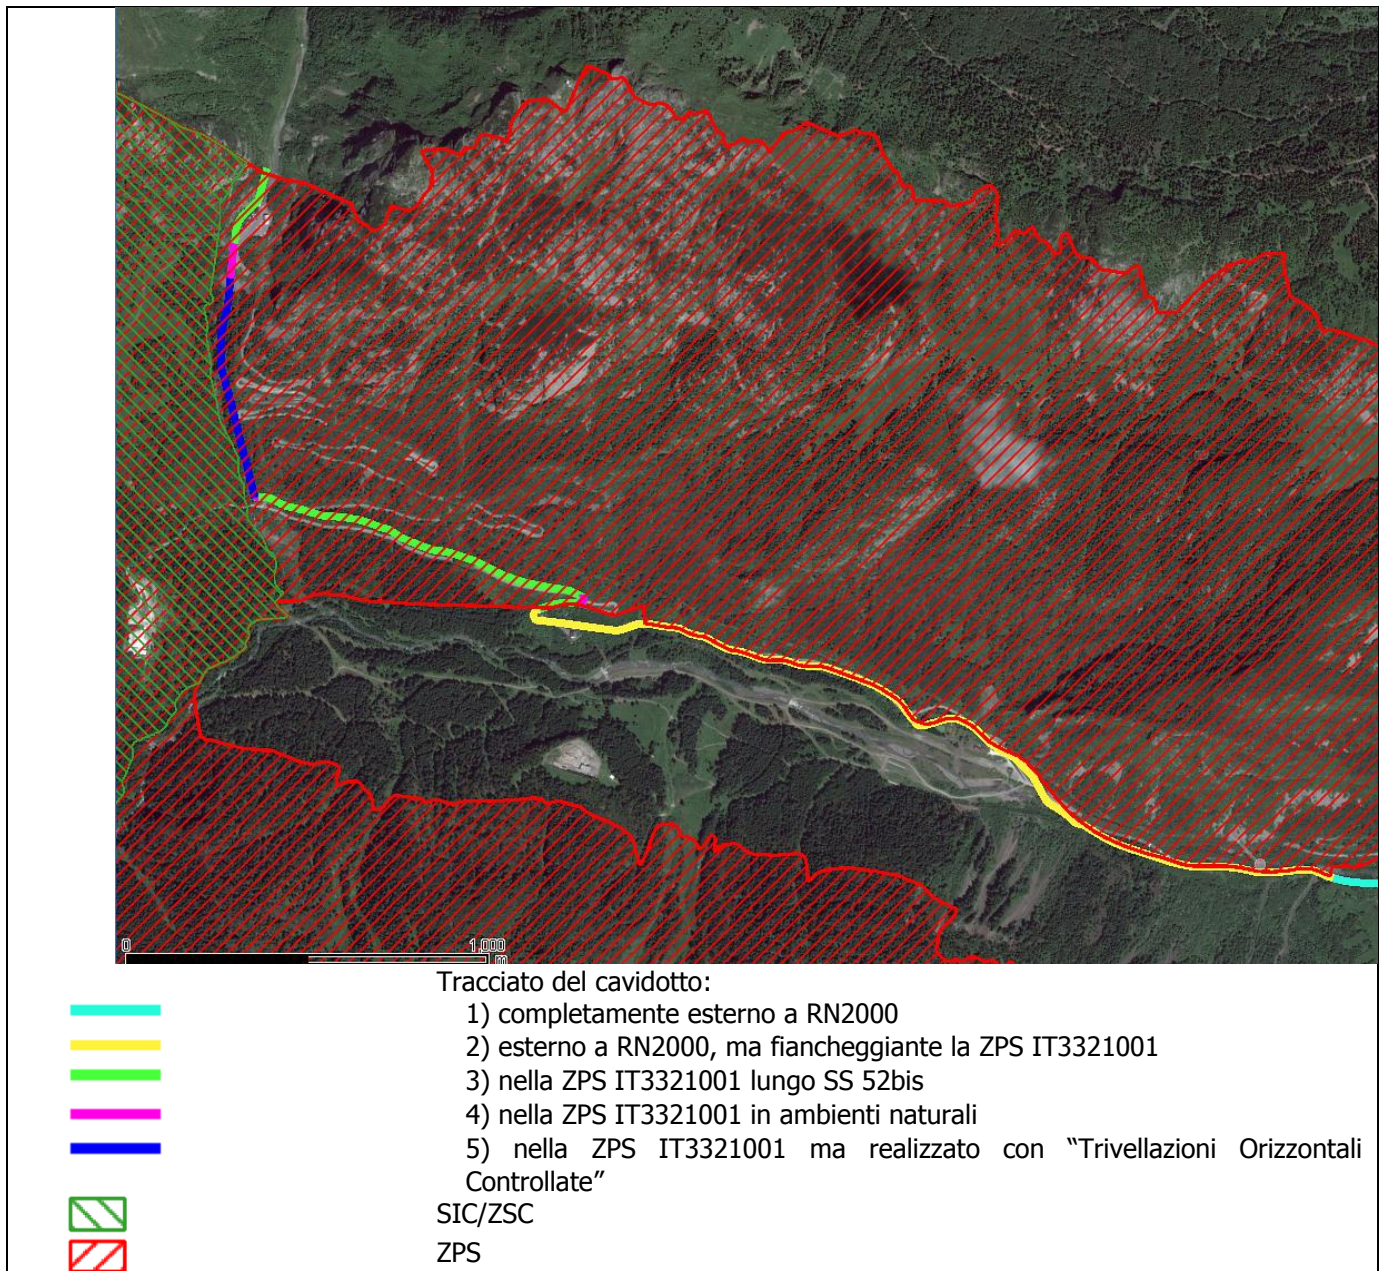 0 1,000
m
Tracciato del cavidotto:
1) completamente esterno a RN2000
2) esterno a RN2000, ma fiancheggiante la ZPS IT3321001
3) nella ZPS IT3321001 lungo SS 52bis
4) nella ZPS IT3321001 in ambienti naturali
5) nella ZPS IT3321001 ma realizzato con “Trivellazioni Orizzontali
Controllate”
SIC/ZSC
ZPS